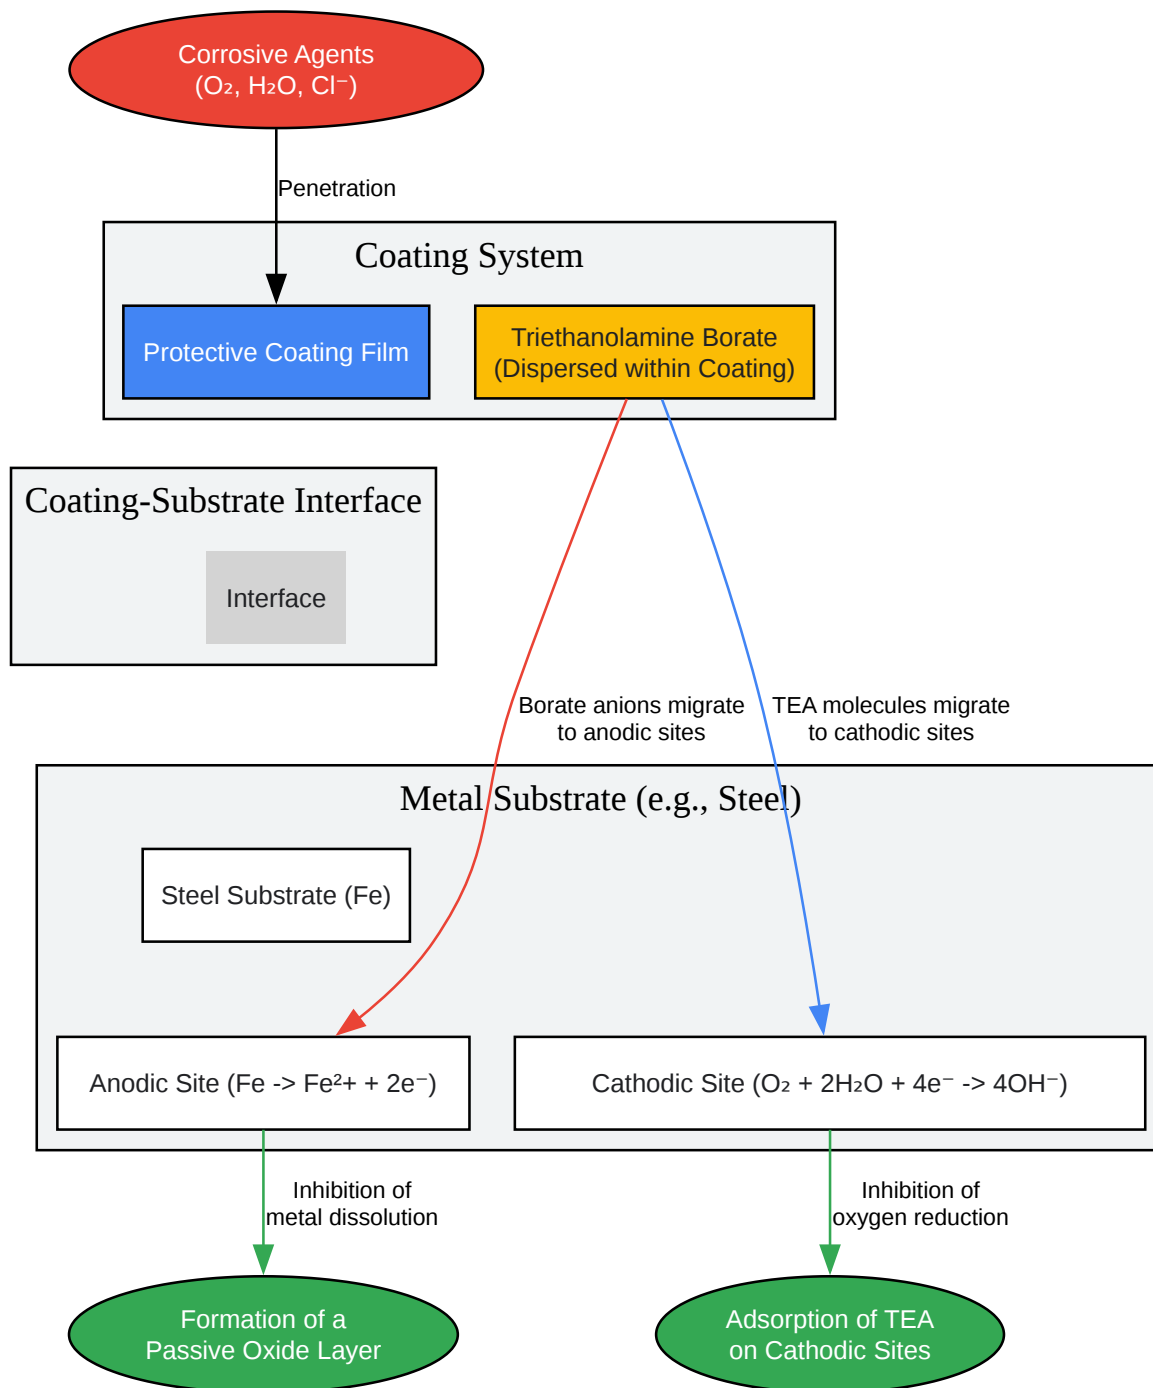 Corrosive Agents
(O₂, H₂O, Cl⁻)
Penetration
Coating System
Protective Coating Film
Triethanolamine Borate
(Dispersed within Coating)
Coating-Substrate Interface
Interface
Borate anions migrate
to anodic sites
TEA molecules migrate
to cathodic sites
Metal Substrate (e.g., Steel)
Steel Substrate (Fe)
Anodic Site (Fe -> Fe²+ + 2e⁻)
Cathodic Site (O₂ + 2H₂O + 4e⁻ -> 4OH⁻)
Inhibition of
metal dissolution
Inhibition of
oxygen reduction
Formation of a
Passive Oxide Layer
Adsorption of TEA
on Cathodic Sites